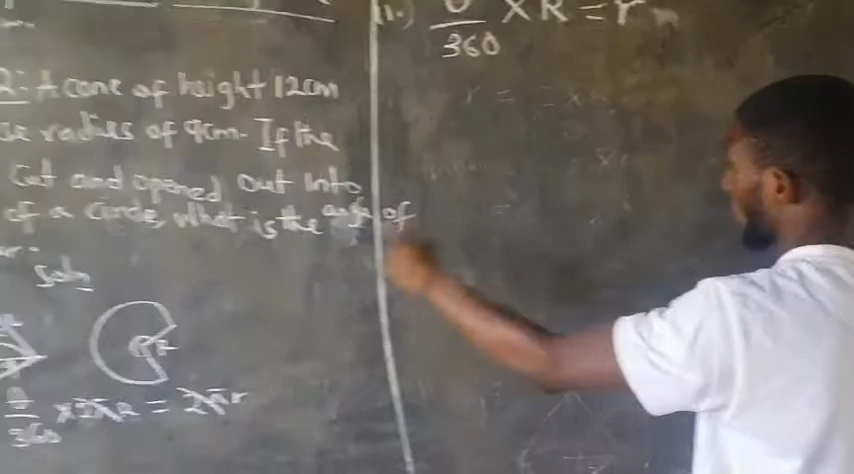 2:- A cone of height 12cm
radius of 9cm. If the
cut and opened out into
of a circle, what is the angle of
Soln
θ/360 × 2πR = 2πr
(ii.) θ/360 × R = r